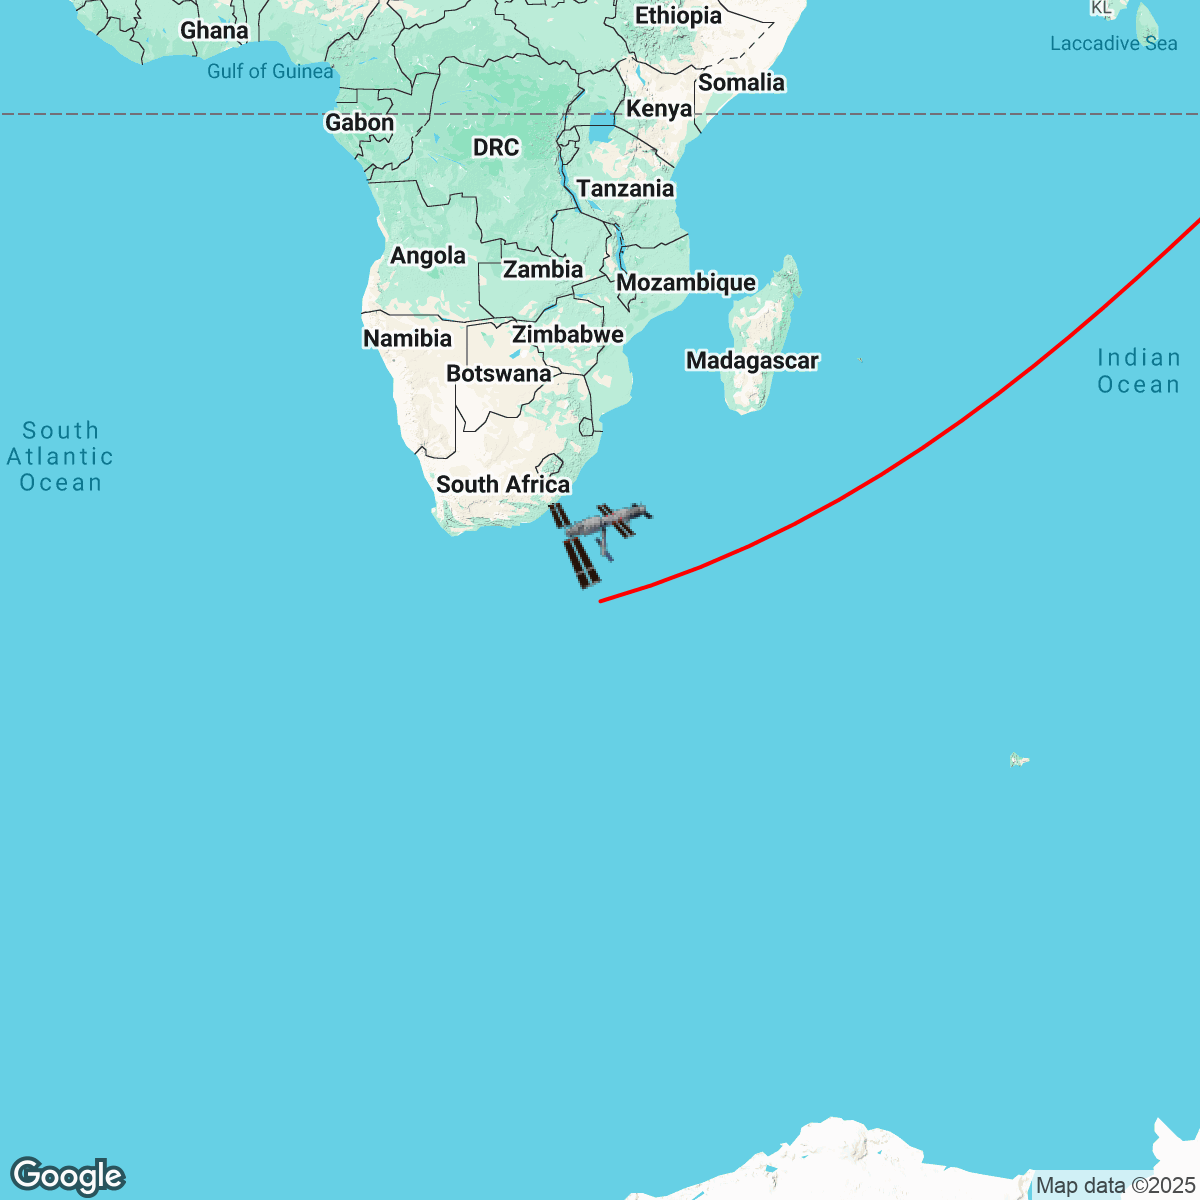 Ethiopia
KL
Ghana
Laccadive Sea
Gulf of Guinea
Somalia
Kenya
Gabon
DRC
Tanzania
Angola
Zambia
Mozambique
Namibia
Zimbabwe
Madagascar
Indian
Ocean
Botswana
South
Atlantic
Ocean
South Africa
Google
Map data ©2025